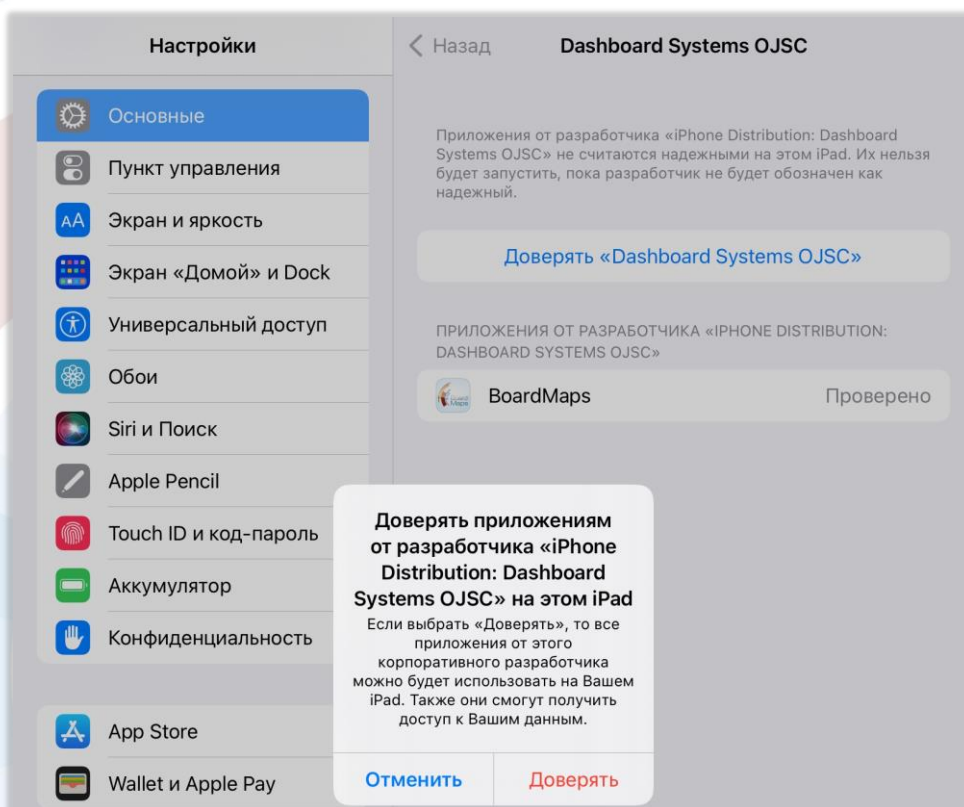 Настройки
Основные
Пункт управления
AA
Экран и яркость
Экран «Домой» и Dock
Универсальный доступ
Обои
Siri и Поиск
Apple Pencil
Touch ID и код-пароль
Аккумулятор
Конфиденциальность
App Store
Wallet и Apple Pay
Назад
Dashboard Systems OJSC
Приложения от разработчика «iPhone Distribution: Dashboard
Systems OJSC» не считаются надежными на этом iPad. Их нельзя
будет запустить, пока разработчик не будет обозначен как
надежный.
Доверять «Dashboard Systems OJSC»
ПРИЛОЖЕНИЯ ОТ РАЗРАБОТЧИКА «IPHONE DISTRIBUTION:
DASHBOARD SYSTEMS OJSC»
BoardMaps
Проверено
Доверять приложениям
от разработчика «iPhone
Distribution: Dashboard
Systems OJSC» на этом iPad
Если выбрать «Доверять», то все
приложения от этого
корпоративного разработчика
можно будет использовать на Вашем
iPad. Также они смогут получить
доступ к Вашим данным.
Отменить
Доверять